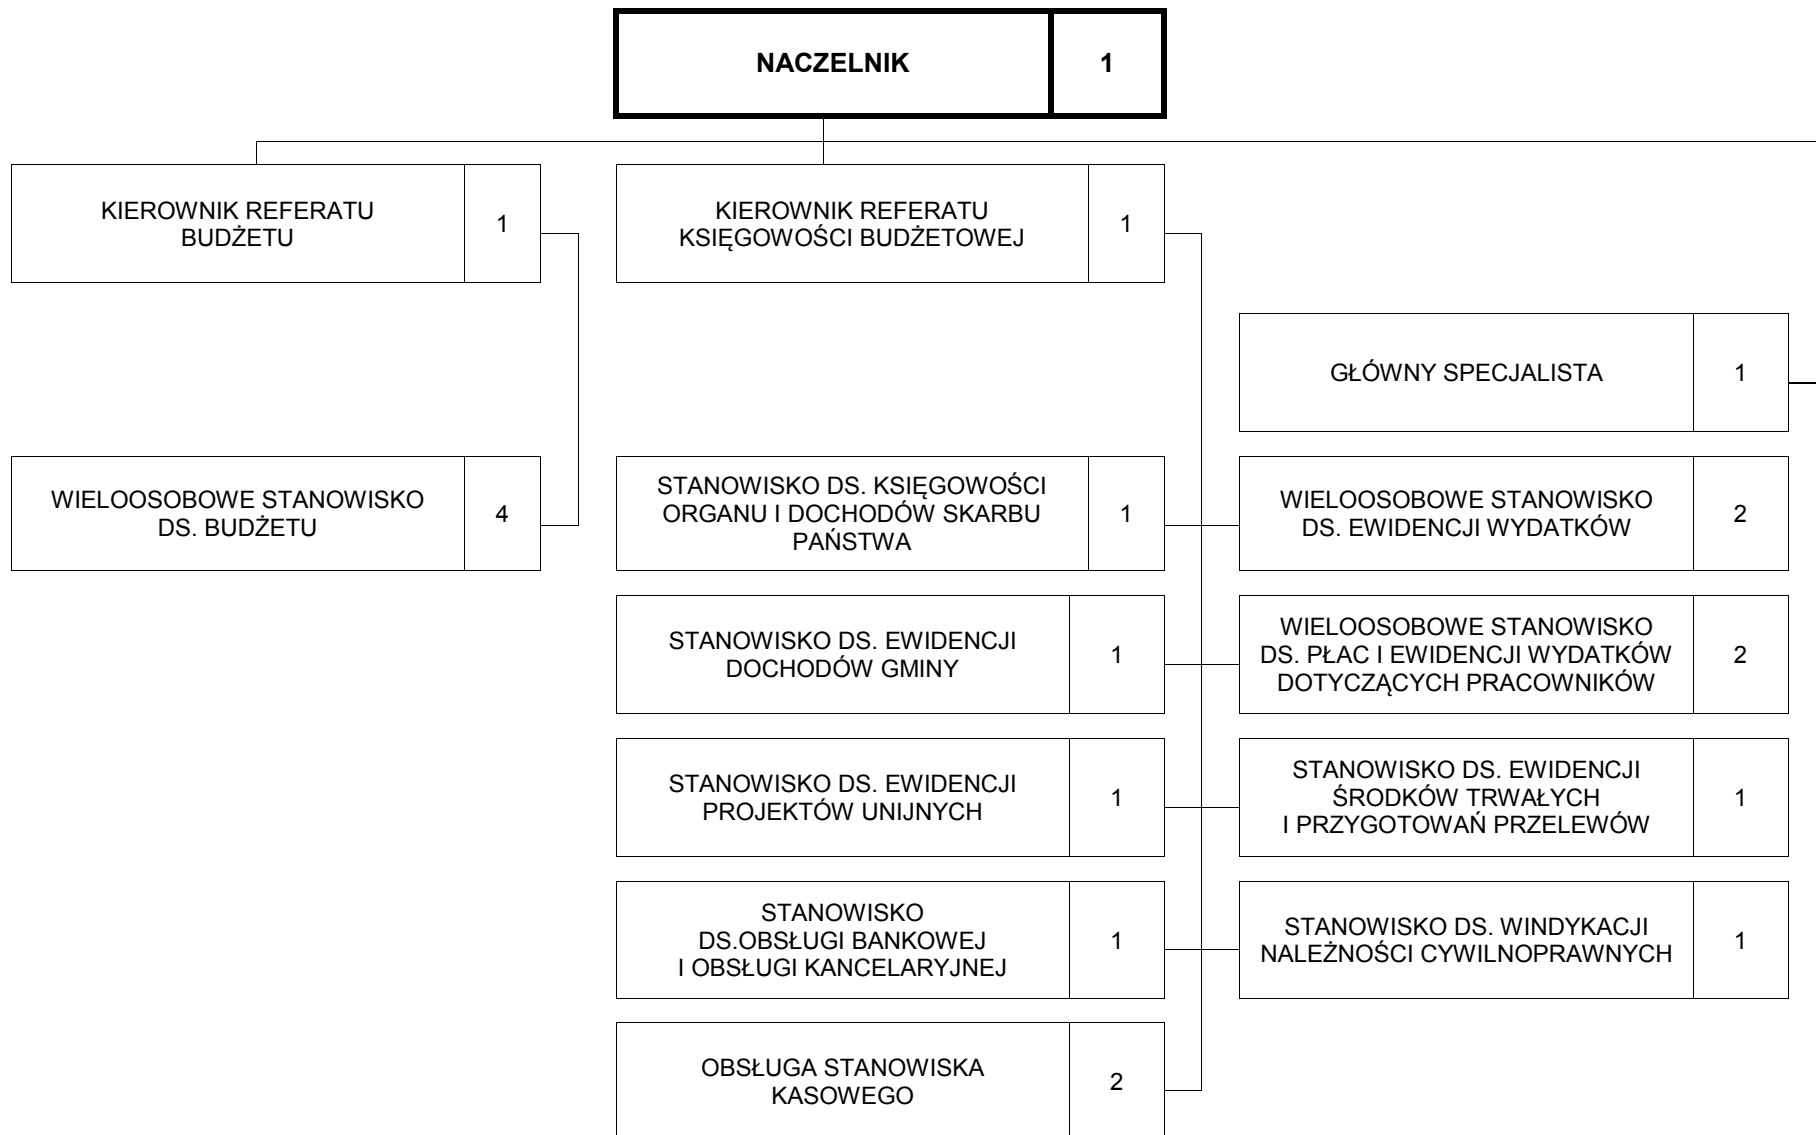 NACZELNIK
1
KIEROWNIK REFERATU
BUDŻETU
1
KIEROWNIK REFERATU
KSIĘGOWOŚCI BUDŻETOWEJ
1
GŁÓWNY SPECJALISTA
1
WIELOOSOBOWE STANOWISKO
DS. BUDŻETU
4
STANOWISKO DS. KSIĘGOWOŚCI
ORGANU I DOCHODÓW SKARBU
PAŃSTWA
1
WIELOOSOBOWE STANOWISKO
DS. EWIDENCJI WYDATKÓW
2
STANOWISKO DS. EWIDENCJI
DOCHODÓW GMINY
1
WIELOOSOBOWE STANOWISKO
DS. PŁAC I EWIDENCJI WYDATKÓW
DOTYCZĄCYCH PRACOWNIKÓW
2
STANOWISKO DS. EWIDENCJI
PROJEKTÓW UNIJNYCH
1
STANOWISKO DS. EWIDENCJI
ŚRODKÓW TRWAŁYCH
I PRZYGOTOWAŃ PRZELEWÓW
1
STANOWISKO
DS.OBSŁUGI BANKOWEJ
I OBSŁUGI KANCELARYJNEJ
1
STANOWISKO DS. WINDYKACJI
NALEŻNOŚCI CYWILNOPRAWNYCH
1
OBSŁUGA STANOWISKA
KASOWEGO
2